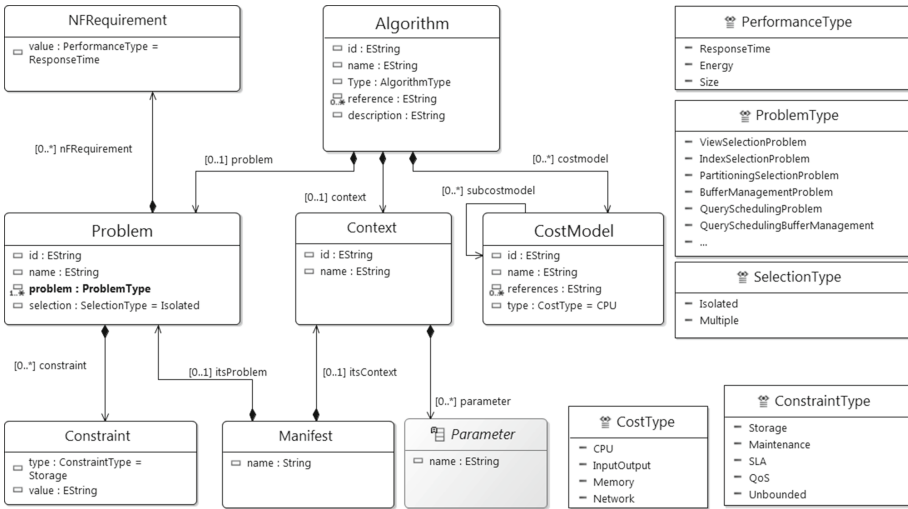 NFRequirement
value : PerformanceType =
ResponseTime
Algorithm
id : EString
name : EString
Type : AlgorithmType
0..* reference : EString
description : EString
PerformanceType
ResponseTime
Energy
Size
ProblemType
ViewSelectionProblem
IndexSelectionProblem
PartitioningSelectionProblem
BufferManagementProblem
QuerySchedulingProblem
QuerySchedulingBufferManagement
...
[0..*] nFRequirement
[0..1] problem
[0..*] costmodel
[0..1] context
[0..*] subcostmodel
Problem
id : EString
name : EString
1..* problem : ProblemType
selection : SelectionType = Isolated
Context
id : EString
name : EString
CostModel
id : EString
name : EString
0..* references : EString
type : CostType = CPU
SelectionType
Isolated
Multiple
[0..*] constraint
[0..1] itsProblem
[0..1] itsContext
[0..*] parameter
Constraint
type : ConstraintType =
Storage
value : EString
Manifest
name : String
Parameter
name : EString
CostType
CPU
InputOutput
Memory
Network
ConstraintType
Storage
Maintenance
SLA
QoS
Unbounded